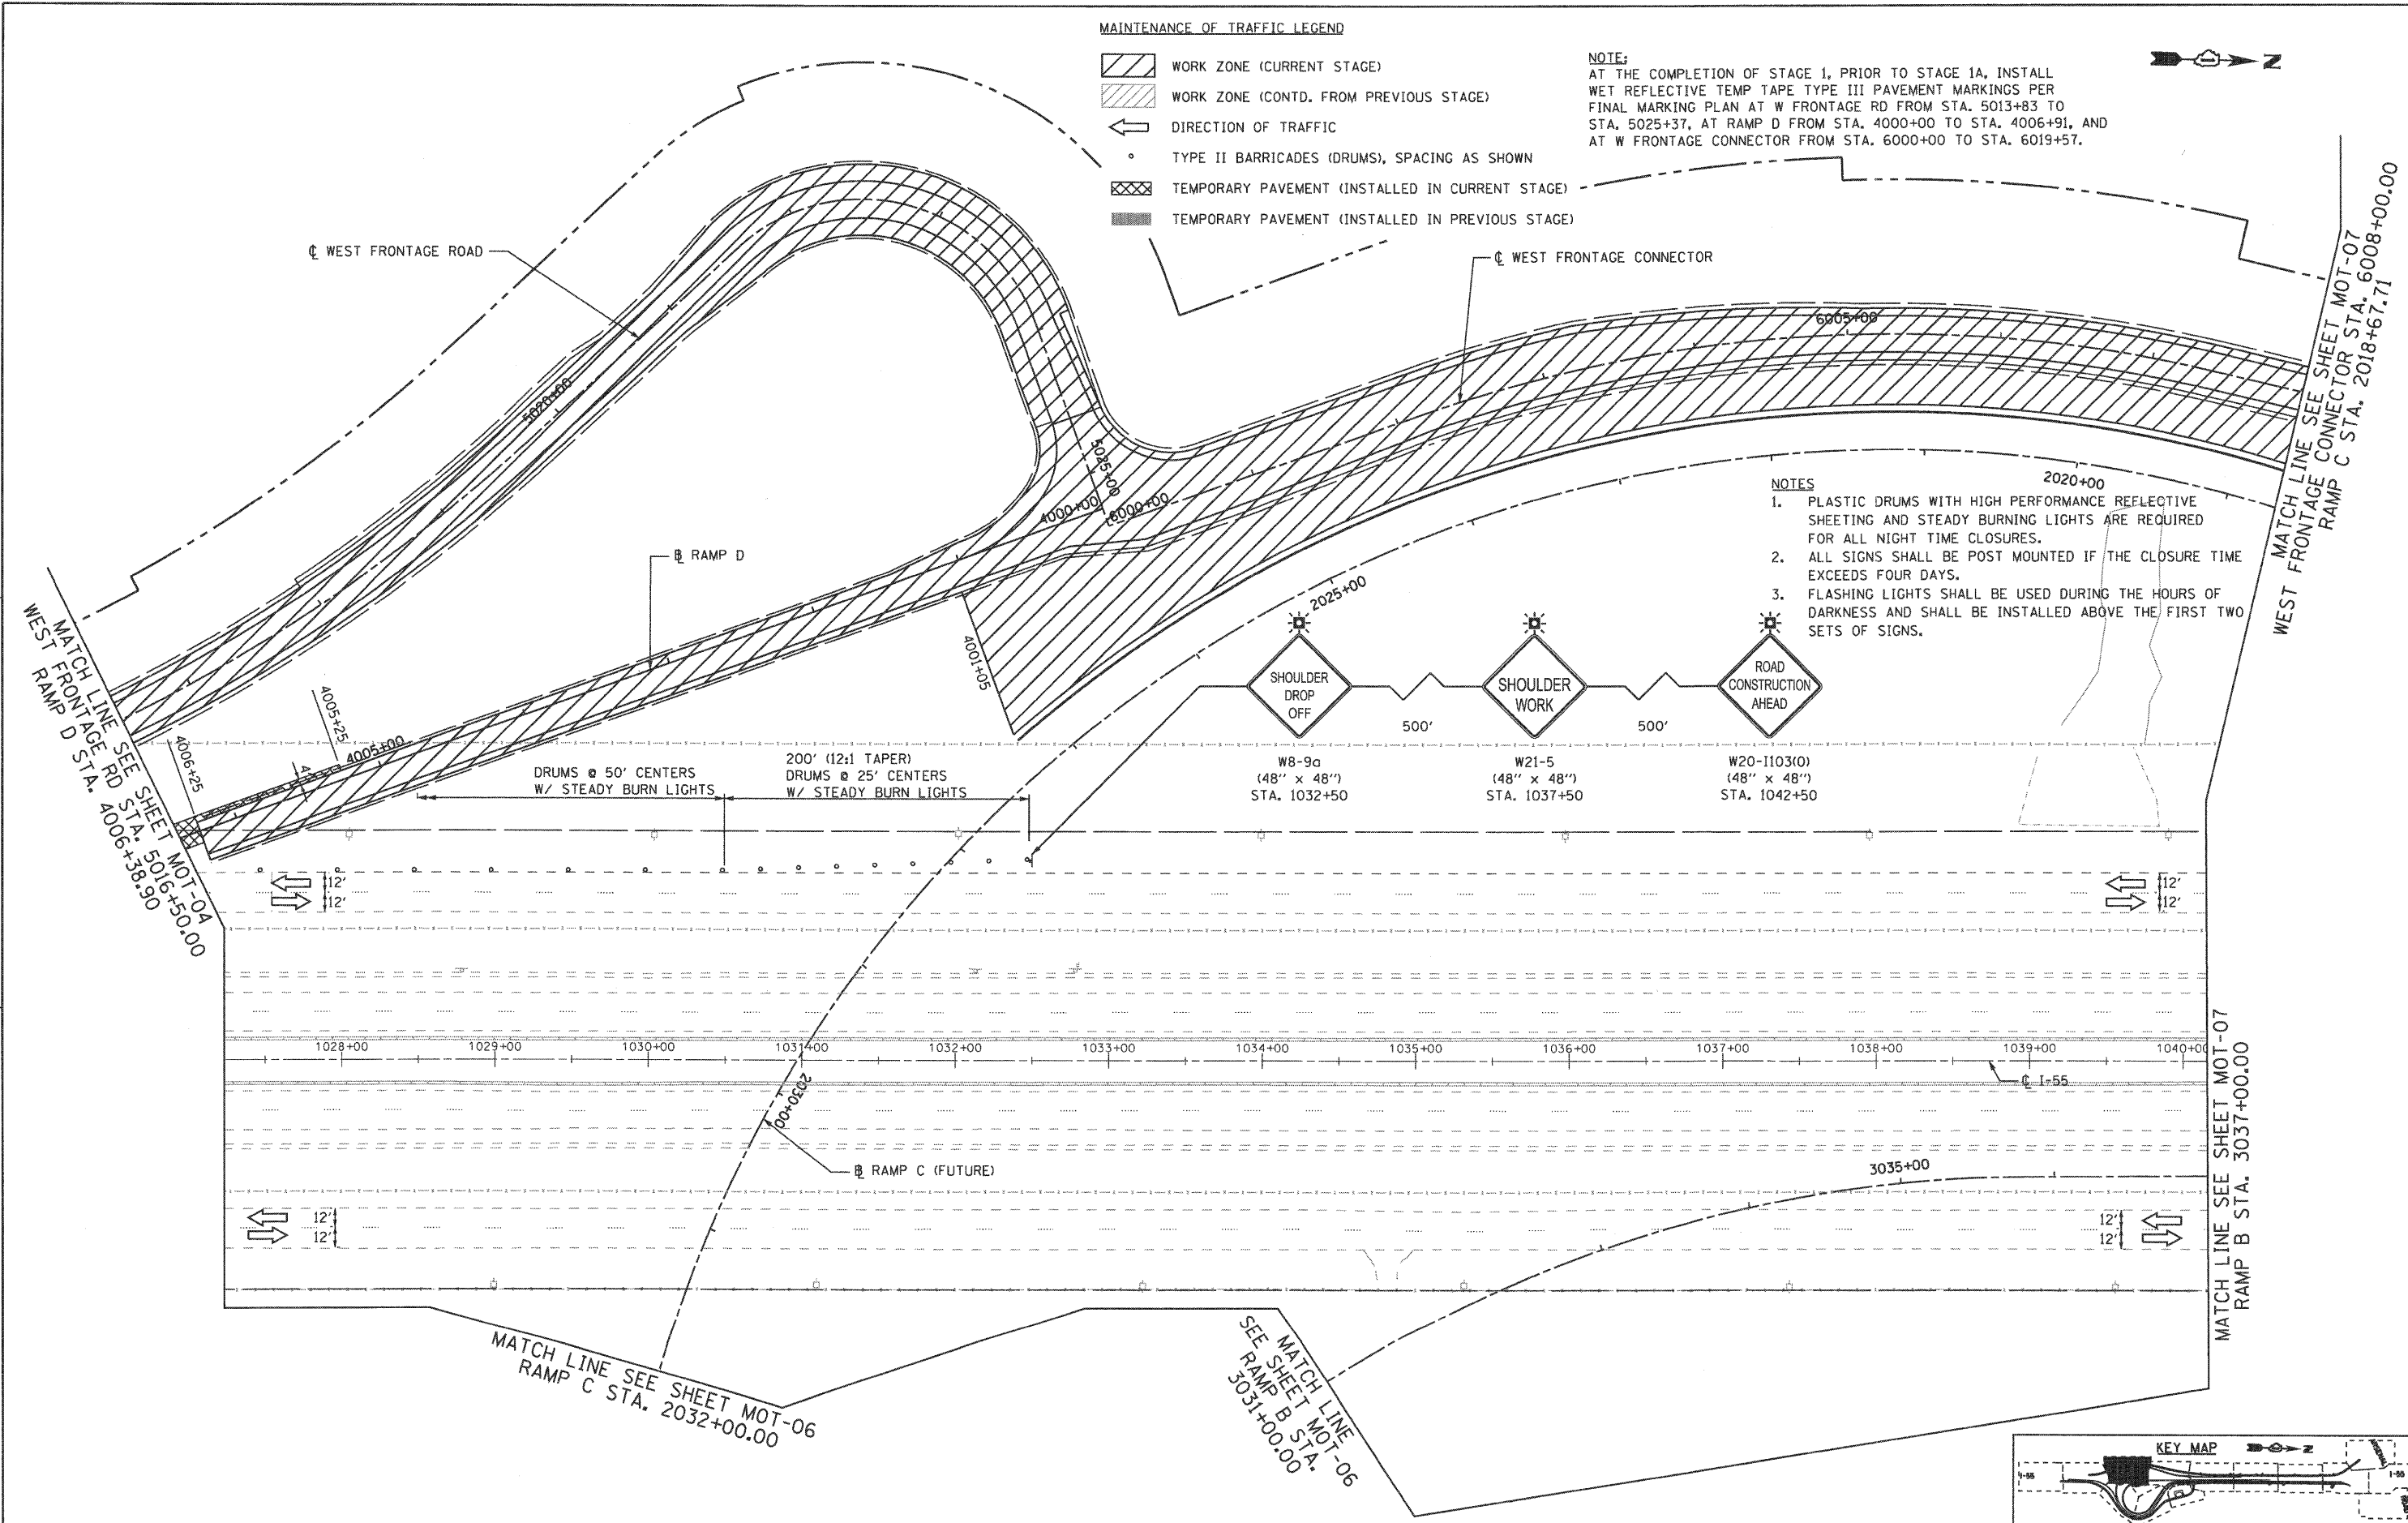 MAINTENANCE OF TRAFFIC LEGEND
WORK ZONE (CURRENT STAGE)
WORK ZONE (CONTD. FROM PREVIOUS STAGE)
DIRECTION OF TRAFFIC
TYPE II BARRICADES (DRUMS), SPACING AS SHOWN
TEMPORARY PAVEMENT (INSTALLED IN CURRENT STAGE)
TEMPORARY PAVEMENT (INSTALLED IN PREVIOUS STAGE)
NOTE:
AT THE COMPLETION OF STAGE 1, PRIOR TO STAGE 1A, INSTALL
WET REFLECTIVE TEMP TAPE TYPE III PAVEMENT MARKINGS PER
FINAL MARKING PLAN AT W FRONTAGE RD FROM STA. 5013+83 TO
STA. 5025+37, AT RAMP D FROM STA. 4000+00 TO STA. 4006+91, AND
AT W FRONTAGE CONNECTOR FROM STA. 6000+00 TO STA. 6019+57.
N
℄ WEST FRONTAGE ROAD
℄ WEST FRONTAGE CONNECTOR
6005+00
5020+00
5025+00
4000+00
6000+00
MATCH LINE SEE SHEET MOT-07
WEST FRONTAGE CONNECTOR STA. 6008+00.00
RAMP C STA. 2018+67.71
2020+00
NOTES
1. PLASTIC DRUMS WITH HIGH PERFORMANCE REFLECTIVE
SHEETING AND STEADY BURNING LIGHTS ARE REQUIRED
FOR ALL NIGHT TIME CLOSURES.
2. ALL SIGNS SHALL BE POST MOUNTED IF THE CLOSURE TIME
EXCEEDS FOUR DAYS.
3. FLASHING LIGHTS SHALL BE USED DURING THE HOURS OF
DARKNESS AND SHALL BE INSTALLED ABOVE THE FIRST TWO
SETS OF SIGNS.
B RAMP D
2025+00
4001+05
MATCH LINE SEE SHEET MOT-04
WEST FRONTAGE RD STA. 5016+50.00
RAMP D STA. 4006+38.90
4005+25
4006+25
4005+00
4'
SHOULDER
DROP
OFF
500'
SHOULDER
WORK
500'
ROAD
CONSTRUCTION
AHEAD
W8-9a
(48" x 48")
STA. 1032+50
W21-5
(48" x 48")
STA. 1037+50
W20-I103(O)
(48" x 48")
STA. 1042+50
DRUMS @ 50' CENTERS
W/ STEADY BURN LIGHTS
200' (12:1 TAPER)
DRUMS @ 25' CENTERS
W/ STEADY BURN LIGHTS
12'
12'
12'
12'
1028+00
1029+00
1030+00
1031+00
1032+00
1033+00
1034+00
1035+00
1036+00
1037+00
1038+00
1039+00
1040+00
℄ I-55
2030+00
B RAMP C (FUTURE)
3035+00
12'
12'
12'
12'
MATCH LINE SEE SHEET MOT-07
RAMP B STA. 3037+00.00
MATCH LINE SEE SHEET MOT-06
RAMP C STA. 2032+00.00
MATCH LINE
SEE SHEET MOT-06
RAMP B STA.
3031+00.00
KEY MAP
N
I-55
I-55